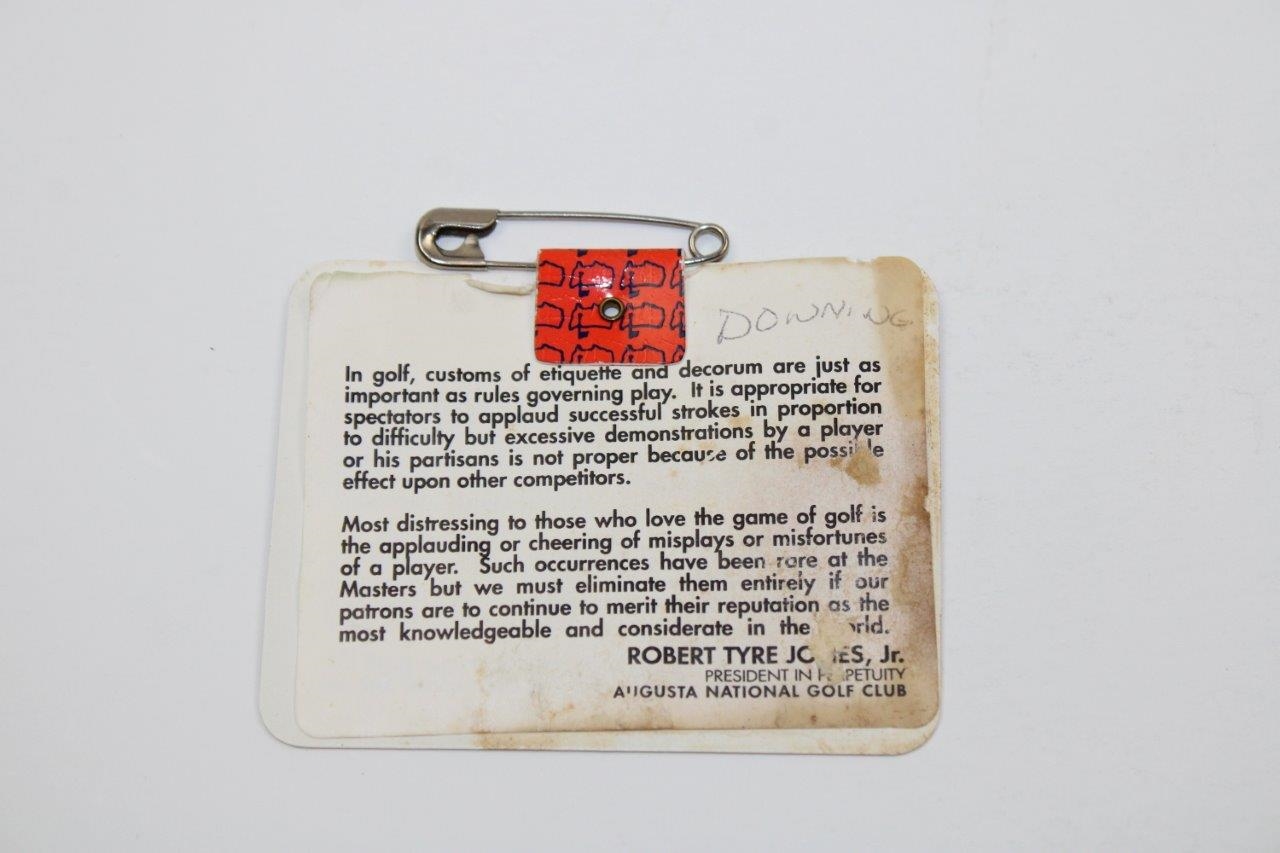 DOWNING
In golf, customs of etiquette and decorum are just as
important as rules governing play. It is appropriate for
spectators to applaud successful strokes in proportion
to difficulty but excessive demonstrations by a player
or his partisans is not proper because of the possible
effect upon other competitors.
Most distressing to those who love the game of golf is
the applauding or cheering of misplays or misfortunes
of a player. Such occurrences have been rare at the
Masters but we must eliminate them entirely if our
patrons are to continue to merit their reputation as the
most knowledgeable and considerate in the world.
ROBERT TYRE JONES, Jr.
PRESIDENT IN PERPETUITY
AUGUSTA NATIONAL GOLF CLUB